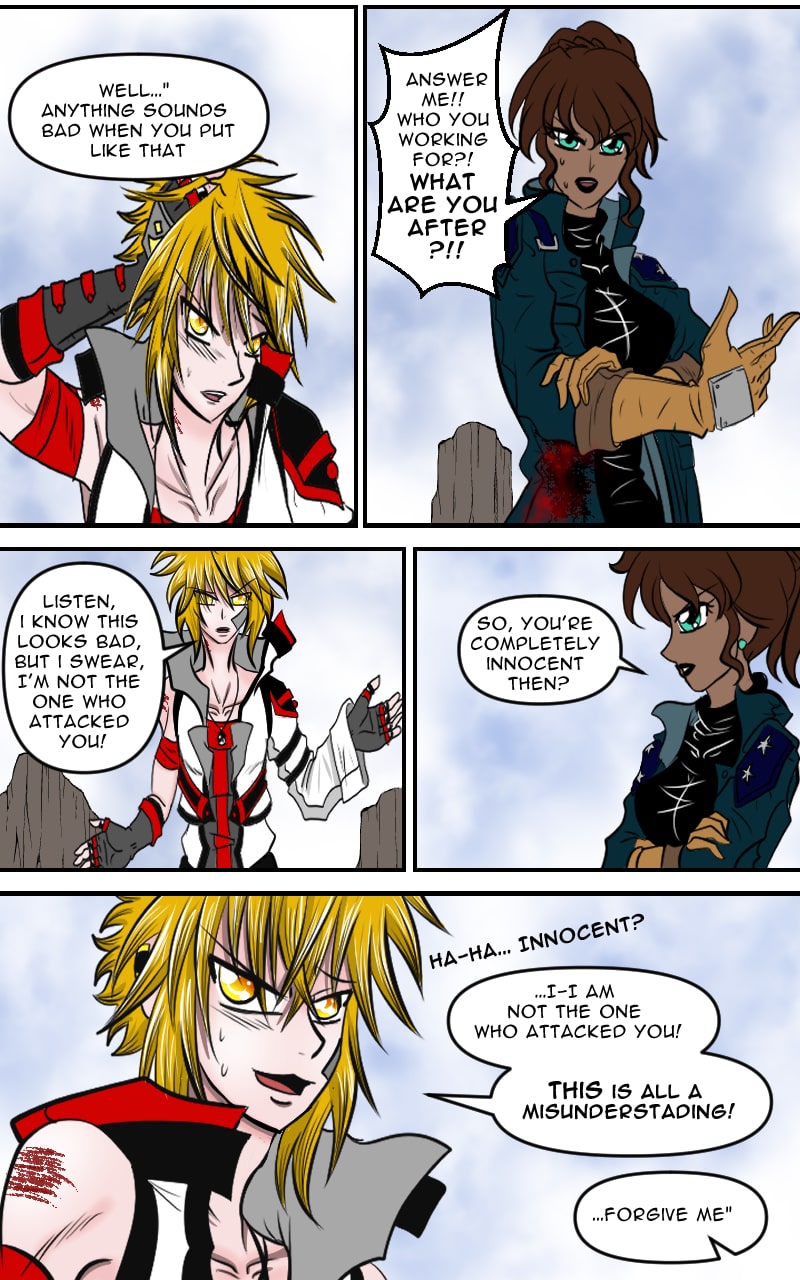 WELL..."
ANYTHING SOUNDS
BAD WHEN YOU PUT
LIKE THAT
ANSWER
ME!!
WHO YOU
WORKING
FOR?!
WHAT
ARE YOU
AFTER
?!!
LISTEN,
I KNOW THIS
LOOKS BAD,
BUT I SWEAR,
I'M NOT THE
ONE WHO
ATTACKED
YOU!
SO, YOU'RE
COMPLETELY
INNOCENT
THEN?
HA-HA... INNOCENT?
...I-I AM
NOT THE ONE
WHO ATTACKED YOU!
THIS IS ALL A
MISUNDERSTADING!
...FORGIVE ME"